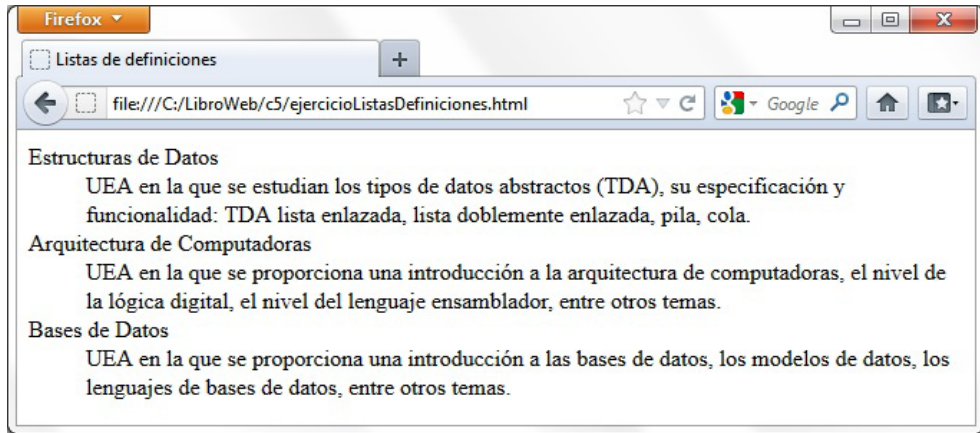 Firefox
Listas de definiciones
file:///C:/LibroWeb/c5/ejercicioListasDefiniciones.html
Google
Estructuras de Datos
UEA en la que se estudian los tipos de datos abstractos (TDA), su especificación y
funcionalidad: TDA lista enlazada, lista doblemente enlazada, pila, cola.
Arquitectura de Computadoras
UEA en la que se proporciona una introducción a la arquitectura de computadoras, el nivel de
la lógica digital, el nivel del lenguaje ensamblador, entre otros temas.
Bases de Datos
UEA en la que se proporciona una introducción a las bases de datos, los modelos de datos, los
lenguajes de bases de datos, entre otros temas.